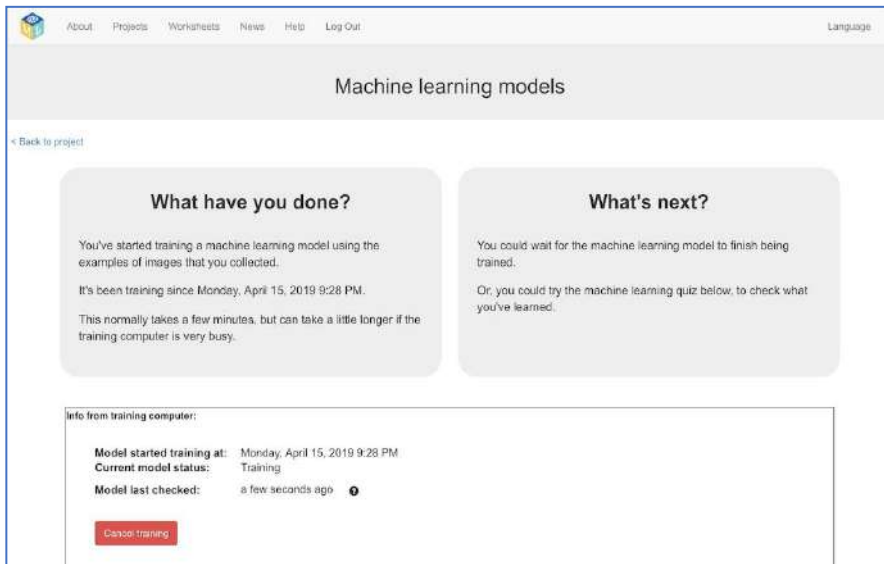 About Projects Worksheets News Help Log Out Language
Machine learning models
< Back to project
What have you done?
You've started training a machine learning model using the
examples of images that you collected.
It's been training since Monday, April 15, 2019 9:28 PM.
This normally takes a few minutes, but can take a little longer if the
training computer is very busy.
What's next?
You could wait for the machine learning model to finish being
trained.
Or, you could try the machine learning quiz below, to check what
you've learned.
Info from training computer:
Model started training at: Monday, April 15, 2019 9:28 PM
Current model status: Training
Model last checked: a few seconds ago ?
Cancel training